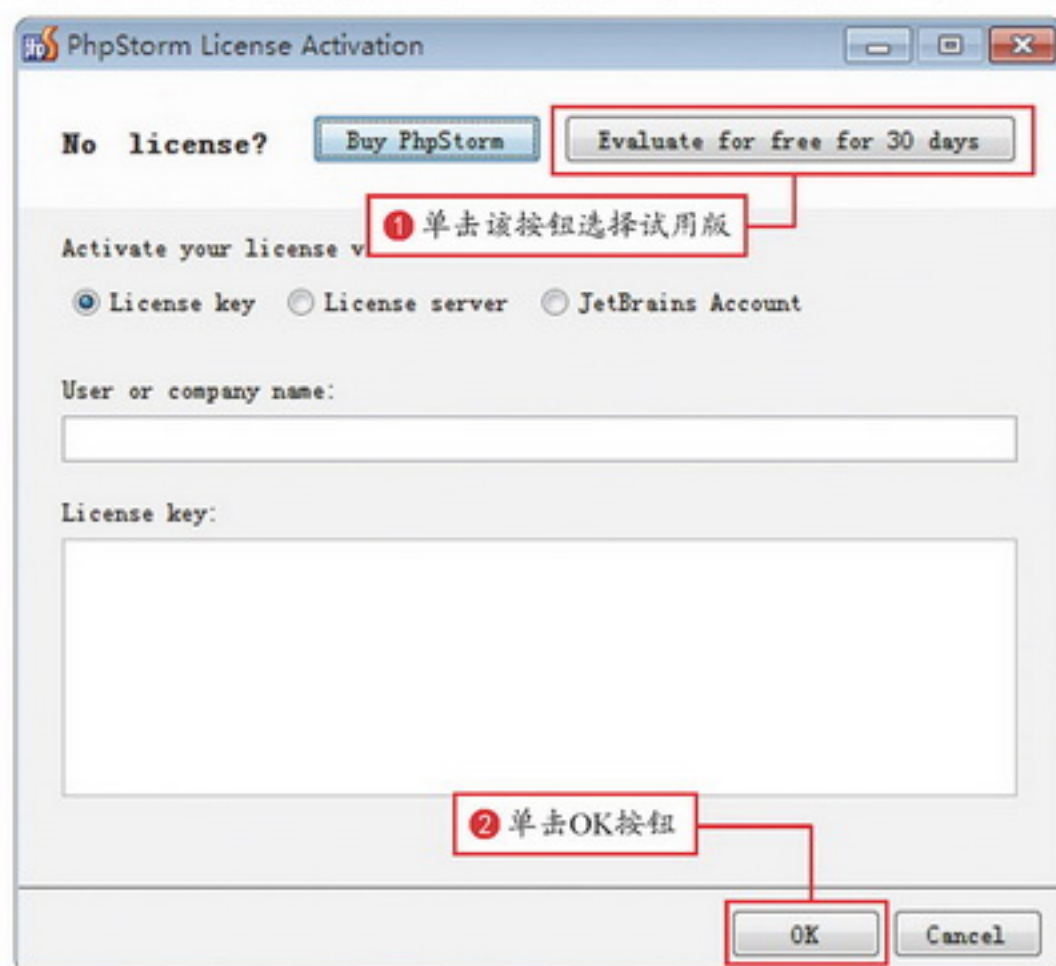 PhpStorm License Activation
No license? Buy PhpStorm Evaluate for free for 30 days
❶ 单击该按钮选择试用版
Activate your license v
License key License server JetBrains Account
User or company name:
License key:
❷ 单击OK按钮
OK Cancel